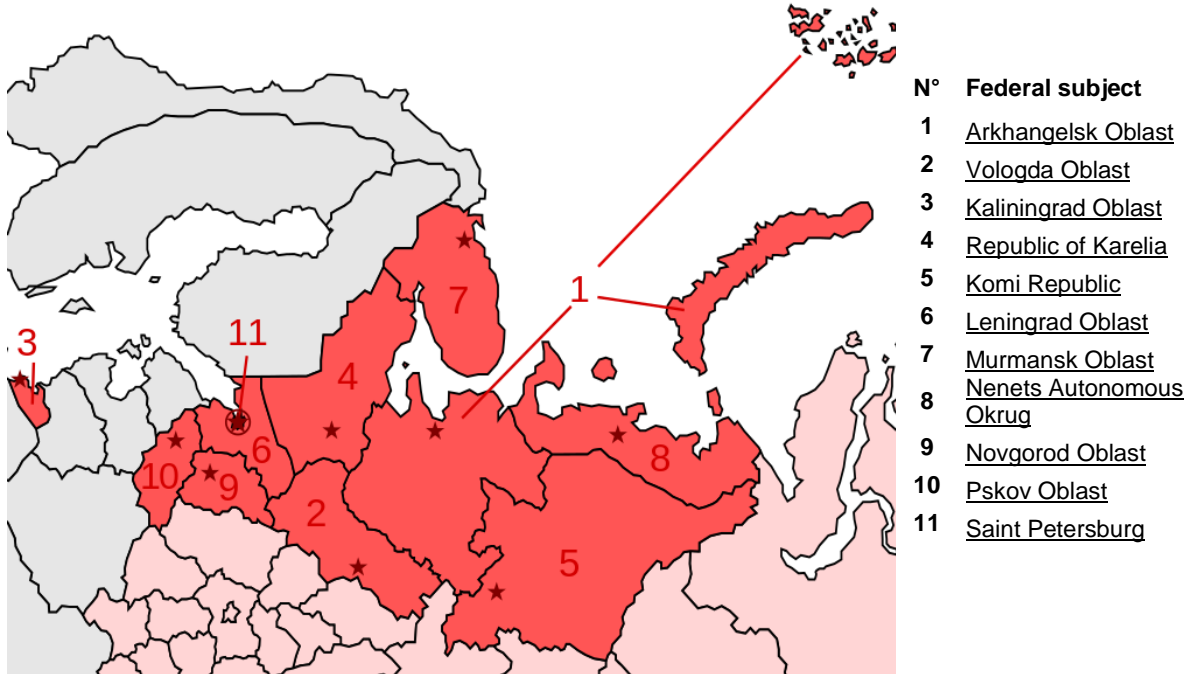 N° Federal subject
1 Arkhangelsk Oblast
2 Vologda Oblast
3 Kaliningrad Oblast
4 Republic of Karelia
5 Komi Republic
6 Leningrad Oblast
7 Murmansk Oblast
8 Nenets Autonomous
Okrug
9 Novgorod Oblast
10 Pskov Oblast
11 Saint Petersburg
7
1
11
3
4
6
8
10
9
2
5